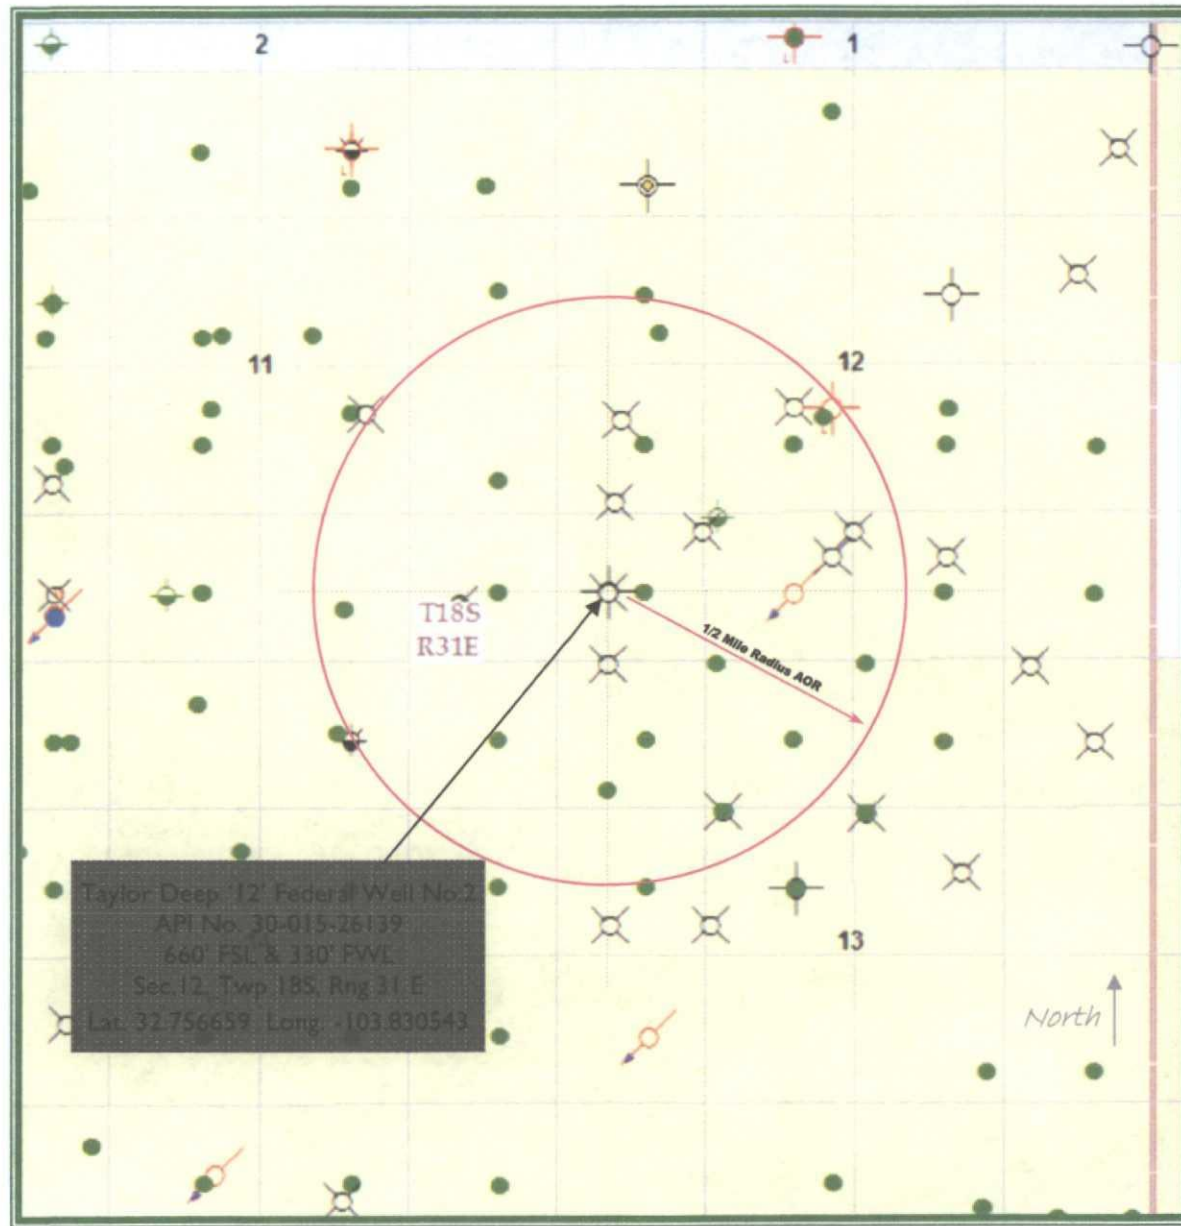 2
1
11
12
T18S
R31E
1/2 Mile Radius AOR
Taylor Deep '12' Federal Well No.2
API No. 30-015-26139
660' FSL & 330' FWL
Sec.12, Twp 18S, Rng 31 E
Lat. 32.756659 Long. -103.830543
13
North